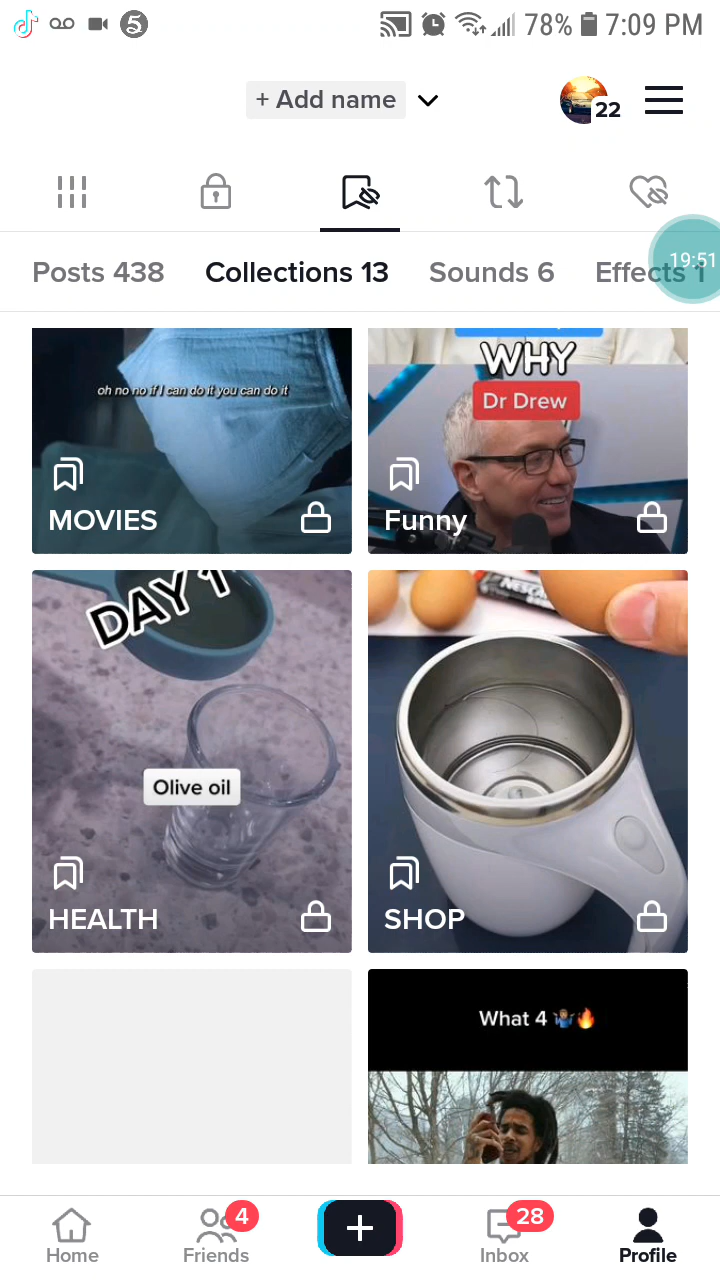 5 78% 7:09 PM
+ Add name
22
Posts 438 Collections 13 Sounds 6 Effects 1
19:51
oh no no if I can do it you can do it
MOVIES
WHY
Dr Drew
Funny
DAY 1
Olive oil
HEALTH
NESCAF
SHOP
What 4 🤷🏽‍♂️🔥
4
28
Home Friends Inbox Profile